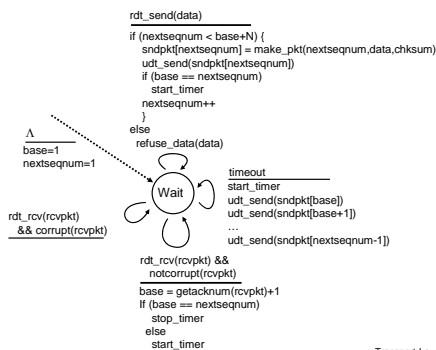 rdt_send(data)
if (nextseqnum < base+N) {
sndpkt[nextseqnum] = make_pkt(nextseqnum,data,chksum)
udt_send(sndpkt[nextseqnum])
if (base == nextseqnum)
start_timer
nextseqnum++
}
else
refuse_data(data)
Λ
base=1
nextseqnum=1
Wait
timeout
start_timer
udt_send(sndpkt[base])
udt_send(sndpkt[base+1])
…
udt_send(sndpkt[nextseqnum-1])
rdt_rcv(rcvpkt)
&& corrupt(rcvpkt)
rdt_rcv(rcvpkt) &&
notcorrupt(rcvpkt)
base = getacknum(rcvpkt)+1
If (base == nextseqnum)
stop_timer
else
start_timer